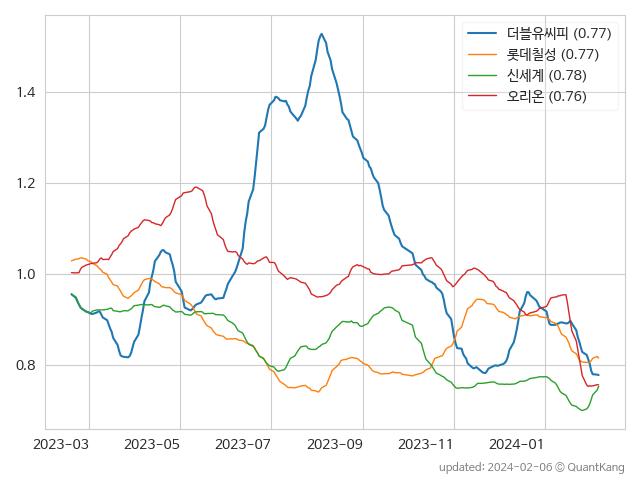 더블유씨피 (0.77)
롯데칠성 (0.77)
신세계 (0.78)
오리온 (0.76)
1.4
1.2
1.0
0.8
2023-03 2023-05 2023-07 2023-09 2023-11 2024-01
updated: 2024-02-06 © QuantKang